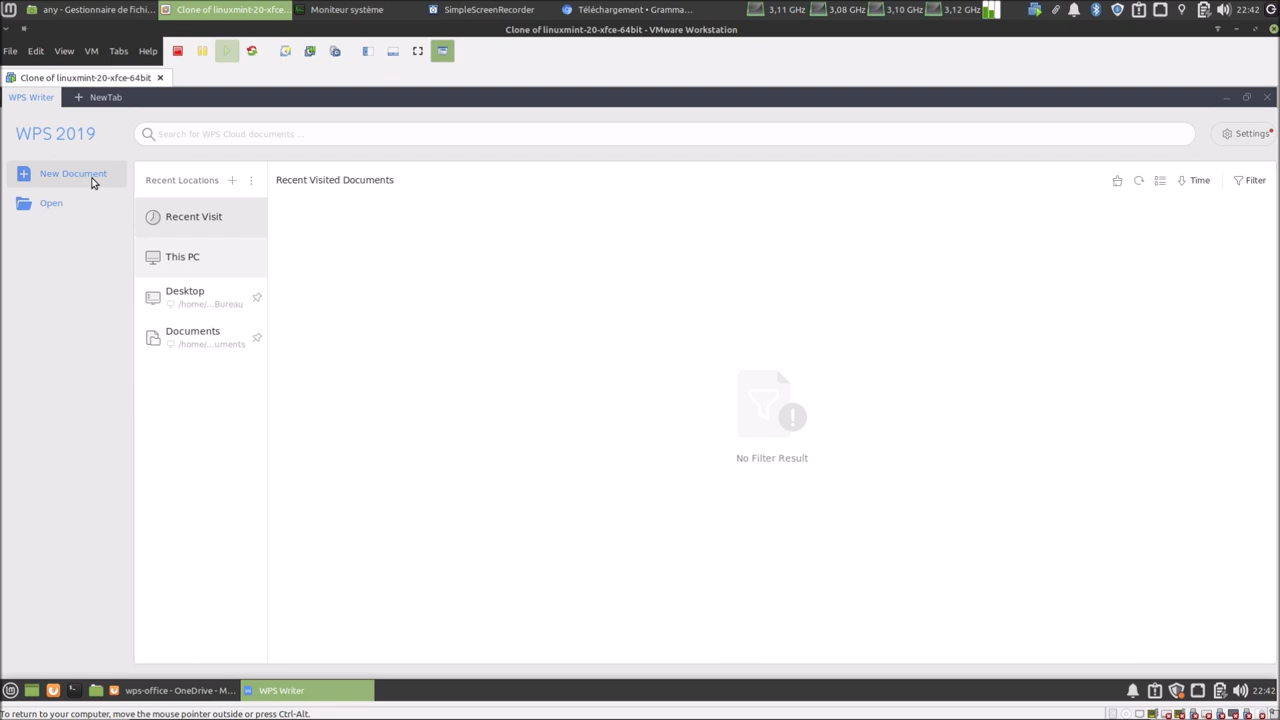 any - Gestionnaire de fichi...
Clone of linuxmint-20-xfce...
Moniteur système
SimpleScreenRecorder
Téléchargement • Gramma...
3,11 GHz
3,08 GHz
3,10 GHz
3,12 GHz
22:42
Clone of linuxmint-20-xfce-64bit - VMware Workstation
File Edit View VM Tabs Help
Clone of linuxmint-20-xfce-64bit
WPS Writer
NewTab
WPS 2019
Search for WPS Cloud documents ...
Settings
New Document
Open
Recent Locations
Recent Visited Documents
Time
Filter
Recent Visit
This PC
Desktop
/home/...Bureau
Documents
/home/...uments
No Filter Result
wps-office - OneDrive - M...
WPS Writer
22:42
To return to your computer, move the mouse pointer outside or press Ctrl-Alt.